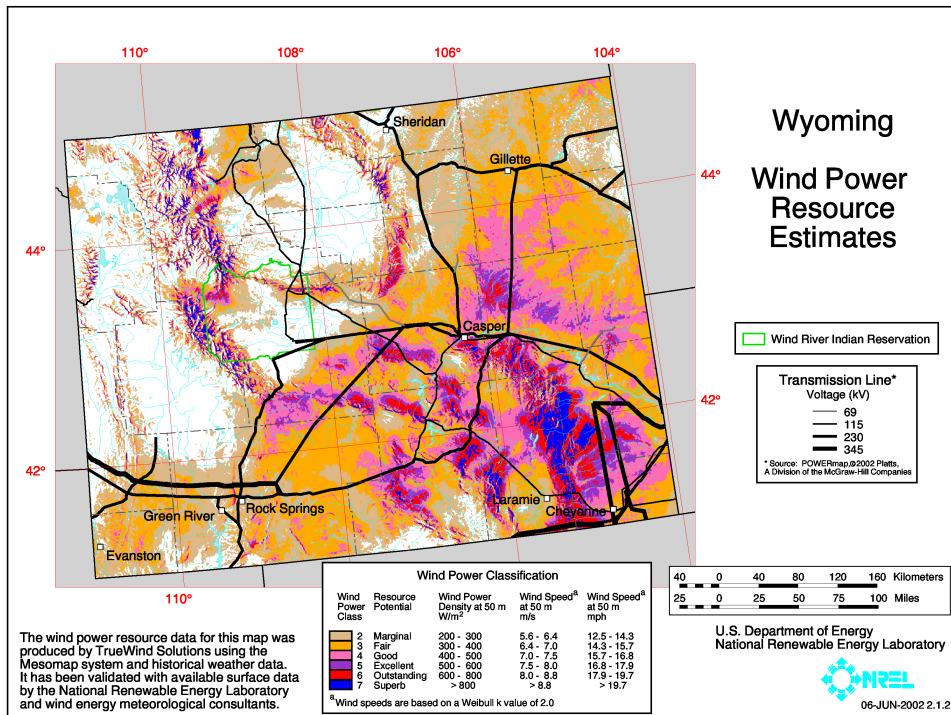 110°
108°
106°
104°
Sheridan
Gillette
44°
44°
Casper
42°
42°
Laramie
Cheyenne
Rock Springs
Green River
Evanston
110°
Wyoming
Wind Power
Resource
Estimates
Wind River Indian Reservation
Transmission Line*
Voltage (kV)
69
115
230
345
* Source: POWERmap,©2002 Platts,
A Division of the McGraw-Hill Companies
Wind Power Classification
Wind Power Class Resource Potential Wind Power Density at 50 m W/m² Wind Speedᵃ at 50 m m/s Wind Speedᵃ at 50 m mph
2 Marginal 200 - 300 5.6 - 6.4 12.5 - 14.3
3 Fair 300 - 400 6.4 - 7.0 14.3 - 15.7
4 Good 400 - 500 7.0 - 7.5 15.7 - 16.8
5 Excellent 500 - 600 7.5 - 8.0 16.8 - 17.9
6 Outstanding 600 - 800 8.0 - 8.8 17.9 - 19.7
7 Superb > 800 > 8.8 > 19.7
ᵃ Wind speeds are based on a Weibull k value of 2.0
The wind power resource data for this map was
produced by TrueWind Solutions using the
Mesomap system and historical weather data.
It has been validated with available surface data
by the National Renewable Energy Laboratory
and wind energy meteorological consultants.
40 0 40 80 120 160 Kilometers
25 0 25 50 75 100 Miles
U.S. Department of Energy
National Renewable Energy Laboratory
NREL
06-JUN-2002 2.1.2